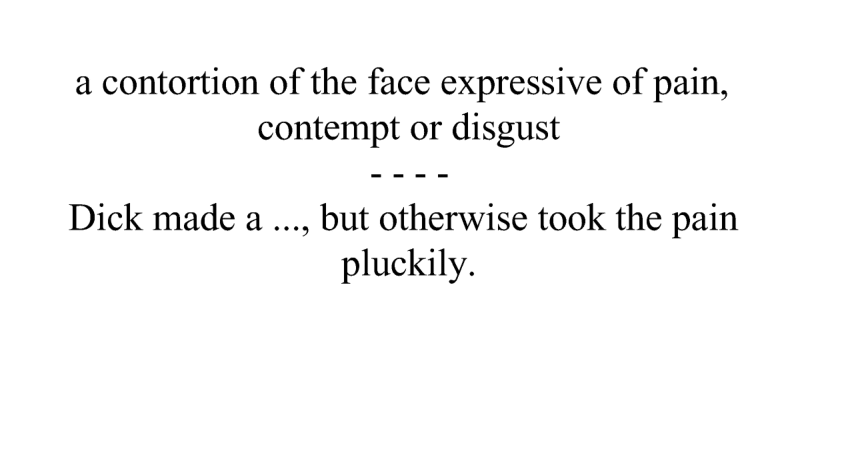 a contortion of the face expressive of pain,
contempt or disgust
- - - -
Dick made a ..., but otherwise took the pain
pluckily.